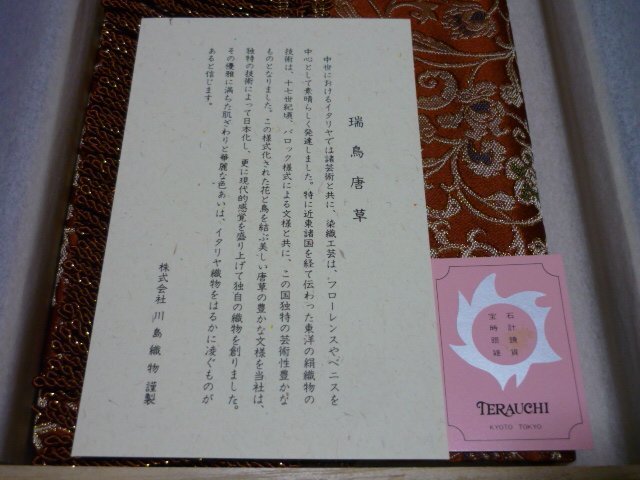 瑞鳥唐草
中世におけるイタリヤでは諸芸術と共に、染織工芸は、フローレンスやベニスを
中心として素晴らしく発達しました。特に近東諸国を経て伝わった東洋の絹織物の
技術は、十七世紀頃、バロック様式による文様と共に、この国独特の芸術性豊かな
ものとなりました。この様式化された花と鳥を結ぶ美しい唐草の豊かな文様を当社は、
独特の技術によって日本化し、更に現代的感覚を盛り上げて独自の織物を創りました。
その優雅に満ちた肌ざわりと華麗な色あいは、イタリヤ織物をはるかに凌ぐものが
あると信じます。
株式会社 川島織物謹製
宝石
時計
眼鏡
雑貨
TERAUCHI
KYOTO TOKYO